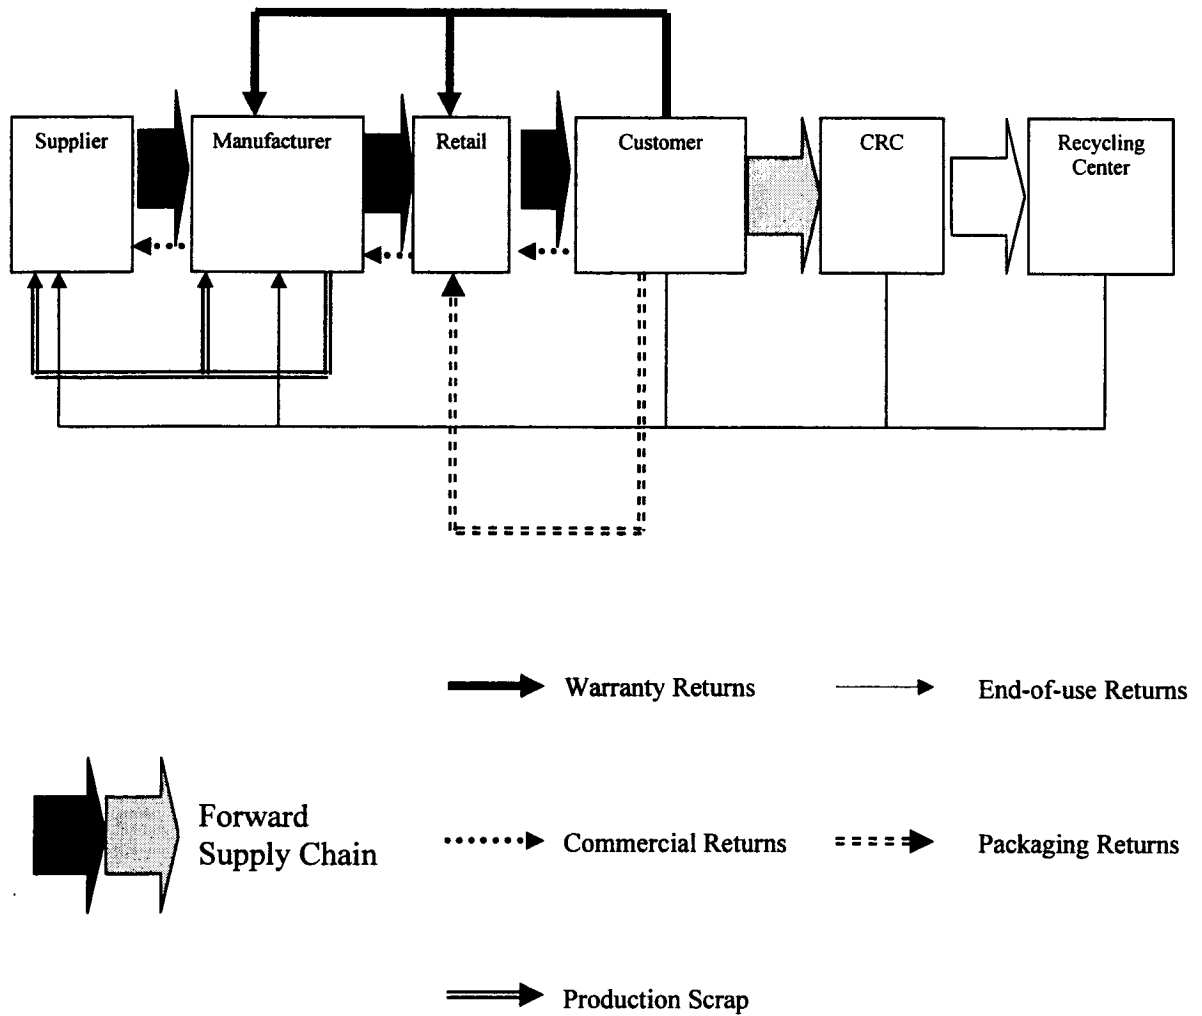 Supplier
Manufacturer
Retail
Customer
CRC
Recycling
Center
Warranty Returns
End-of-use Returns
Forward
Supply Chain
Commercial Returns
Packaging Returns
Production Scrap